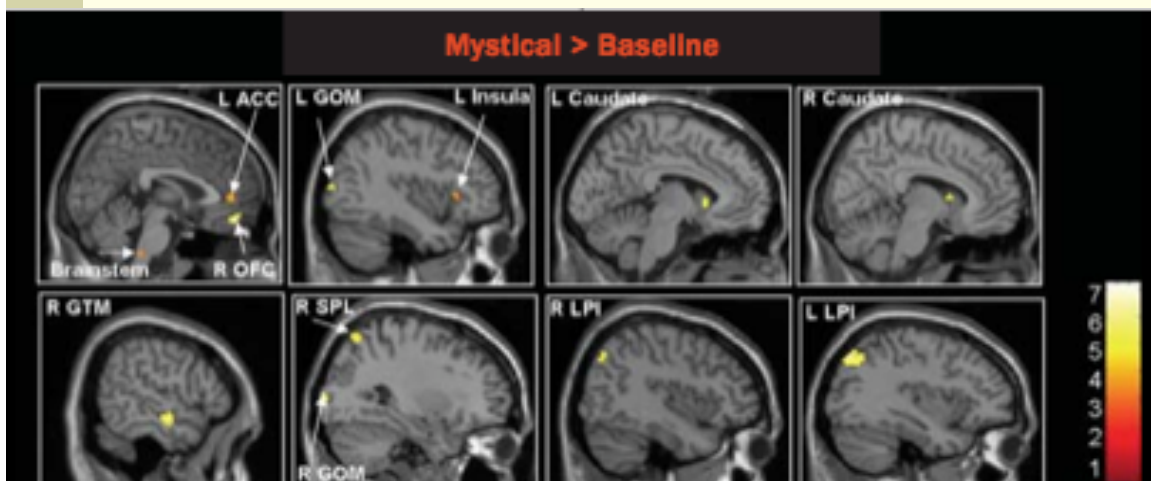 Mystical > Baseline
L ACC
Brainstem
R OFC
L GOM
L Insula
L Caudate
R Caudate
R GTM
R SPL
R GOM
R LPI
L LPI
7
6
5
4
3
2
1